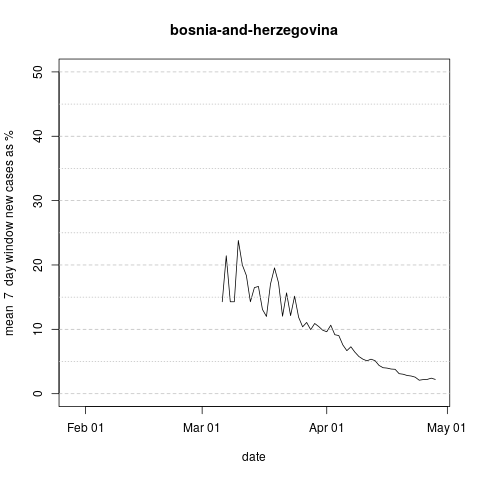 bosnia-and-herzegovina
mean 7 day window new cases as %
50
40
30
20
10
0
Feb 01
Mar 01
Apr 01
May 01
date